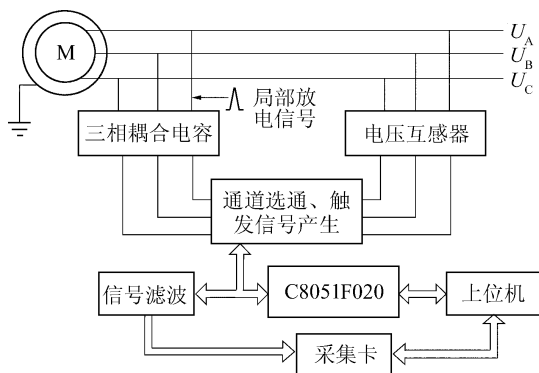 M
U_A
U_B
U_C
局部放
电信号
三相耦合电容
电压互感器
通道选通、触
发信号产生
信号滤波
C8051F020
上位机
采集卡